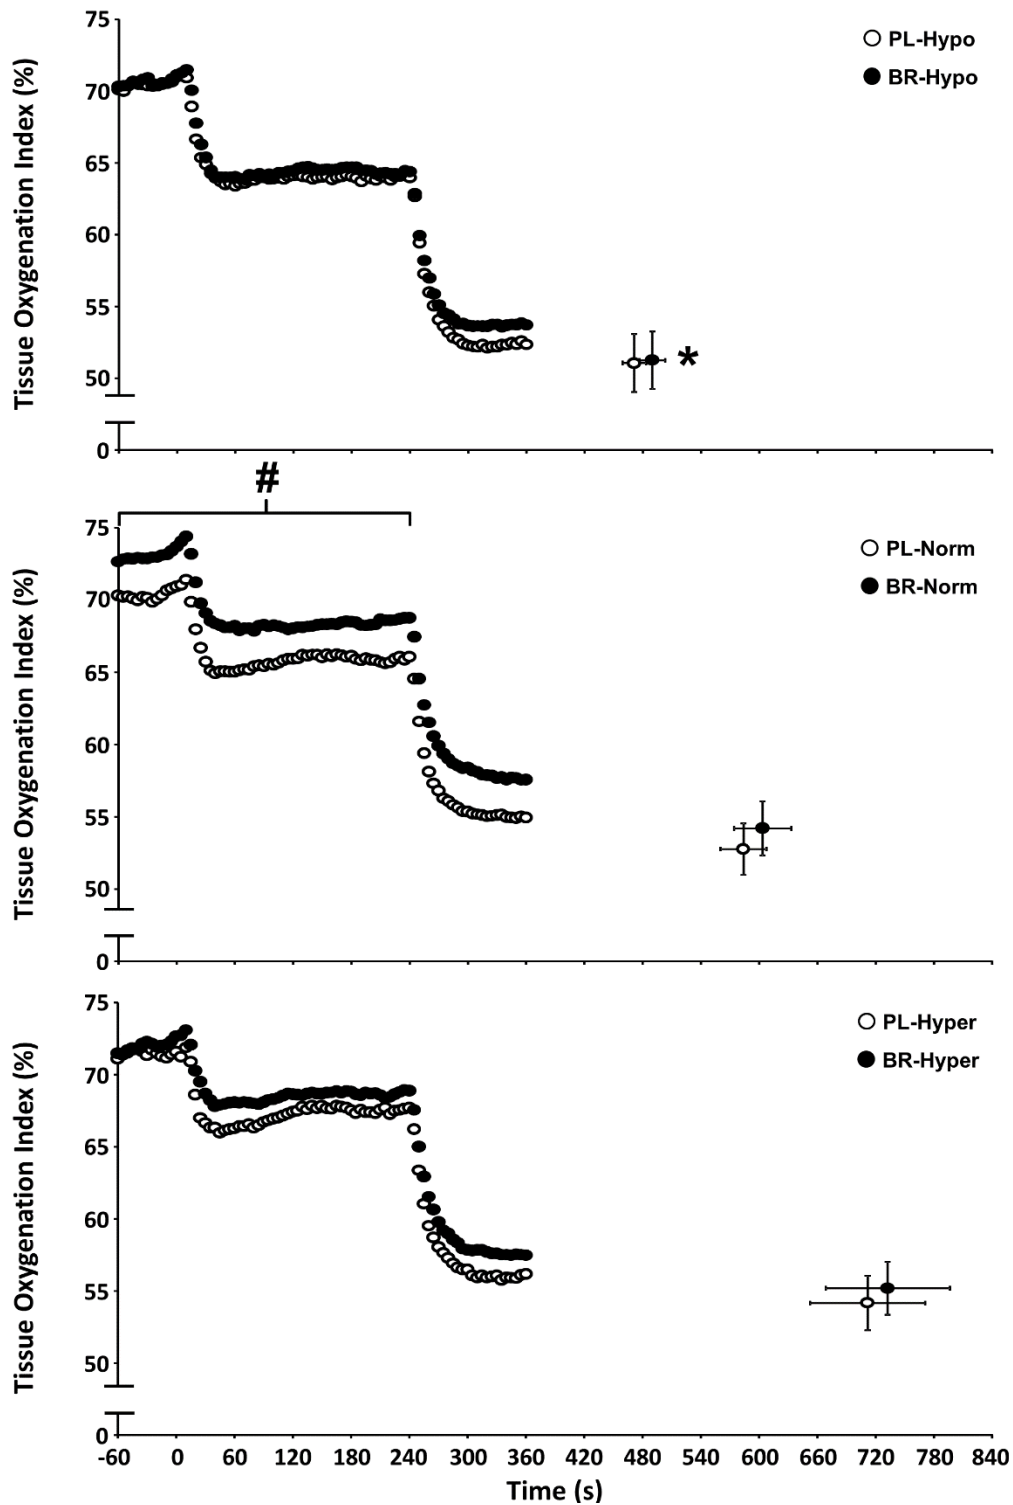 75
70
65
60
55
50
0
Tissue Oxygenation Index (%)
PL-Hypo
BR-Hypo
*
#
75
70
65
60
55
50
0
Tissue Oxygenation Index (%)
PL-Norm
BR-Norm
75
70
65
60
55
50
0
Tissue Oxygenation Index (%)
PL-Hyper
BR-Hyper
-60 0 60 120 180 240 300 360 420 480 540 600 660 720 780 840
Time (s)